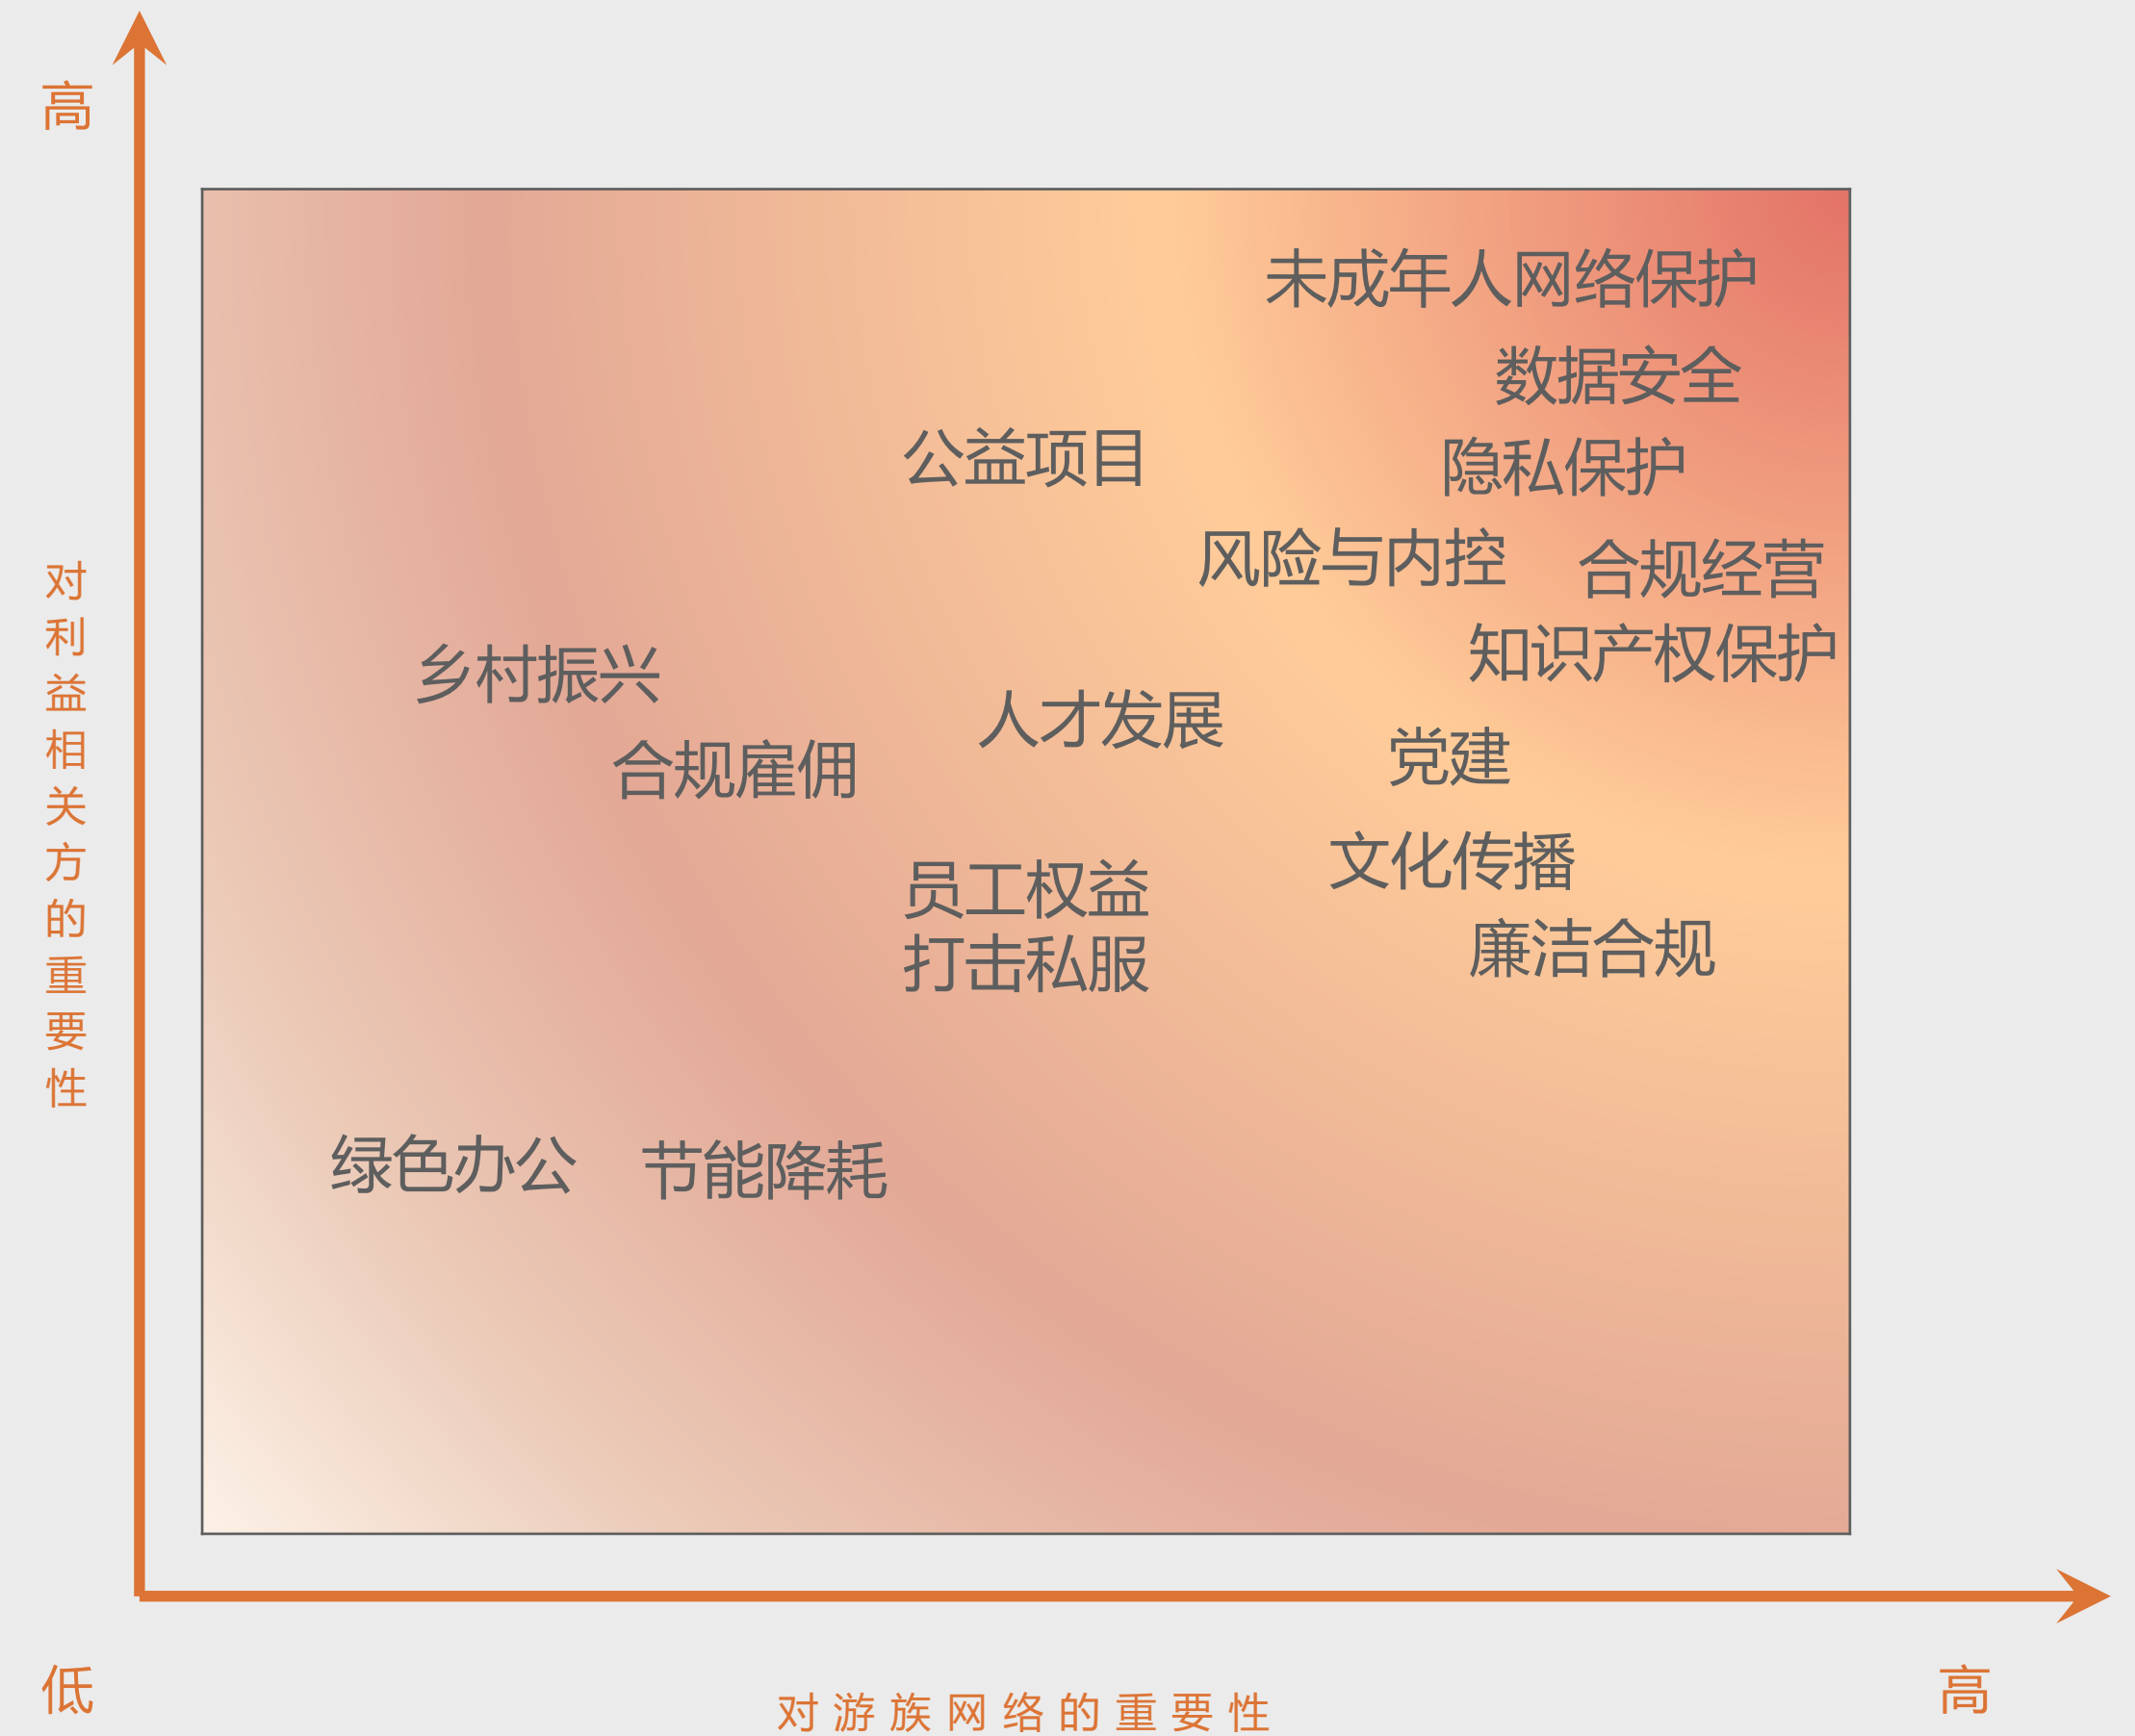 高
对利益相关方的重要性
未成年人网络保护
数据安全
公益项目
隐私保护
风险与内控
合规经营
知识产权保护
乡村振兴
人才发展
党建
合规雇佣
文化传播
员工权益
廉洁合规
打击私服
绿色办公
节能降耗
低
对游族网络的重要性
高